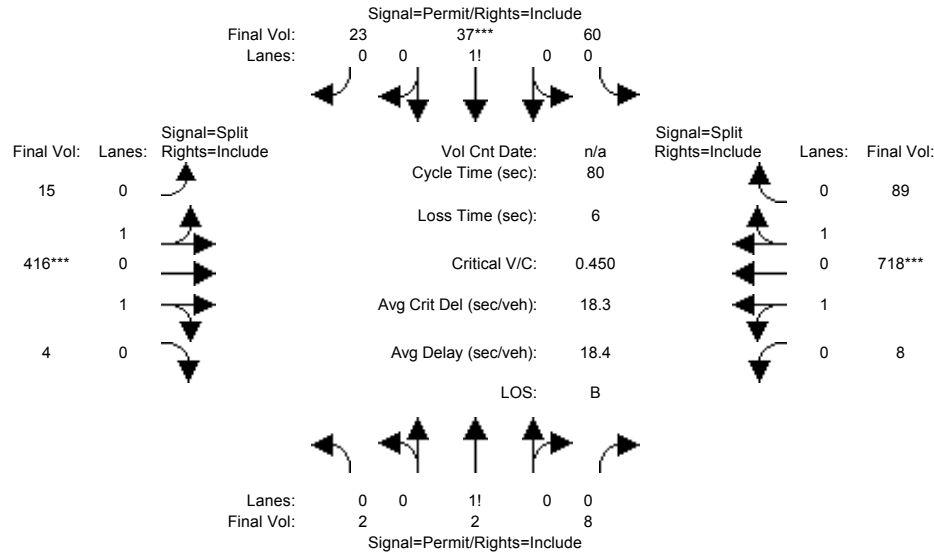 Signal=Permit/Rights=Include
Final Vol: 23 37*** 60
Lanes: 0 0 1! 0 0
Signal=Split Signal=Split
Final Vol: Lanes: Rights=Include Vol Cnt Date: n/a Rights=Include Lanes: Final Vol:
Cycle Time (sec): 80
15 0 0 89
Loss Time (sec): 6
1 1
416*** 0 Critical V/C: 0.450 0 718***
1 Avg Crit Del (sec/veh): 18.3 1
4 0 Avg Delay (sec/veh): 18.4 0 8
LOS: B
Lanes: 0 0 1! 0 0
Final Vol: 2 2 8
Signal=Permit/Rights=Include